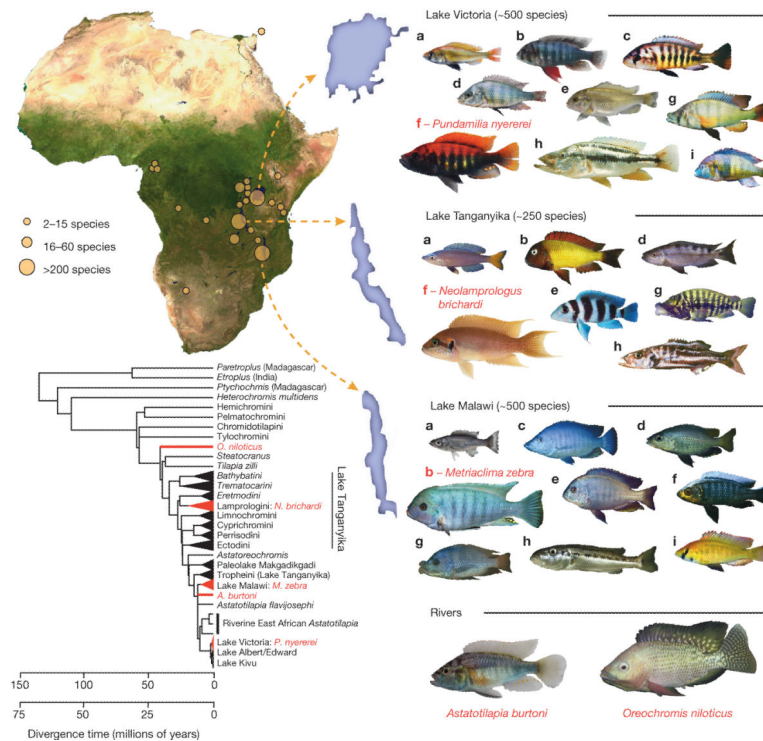 Lake Victoria (~500 species)
a
b
c
d
e
g
f – Pundamilia nyererei
h
i
2–15 species
16–60 species
>200 species
Lake Tanganyika (~250 species)
a
b
d
f – Neolamprologus
brichardi
e
g
h
Lake Malawi (~500 species)
a
c
d
b – Metriaclima zebra
e
f
g
h
i
Rivers
Astatotilapia burtoni
Oreochromis niloticus
Paretroplus (Madagascar)
Etroplus (India)
Ptychochmis (Madagascar)
Heterochromis multidens
Hemichromini
Pelmatochromini
Chromidotilapini
Tylochromini
O. niloticus
Steatocranus
Tilapia zilli
Bathybatini
Trematocarini
Eretmodini
Lamprologini: N. brichardi
Limnochromini
Cyprichromini
Perrisodini
Ectodini
Lake Tanganyika
Astatoreochromis
Paleolake Makgadikgadi
Tropheini (Lake Tanganyika)
Lake Malawi: M. zebra
A. burtoni
Astatotilapia flavijosephi
Riverine East African Astatotilapia
Lake Victoria: P. nyererei
Lake Albert/Edward
Lake Kivu
150 100 50 0
75 50 25 0
Divergence time (millions of years)